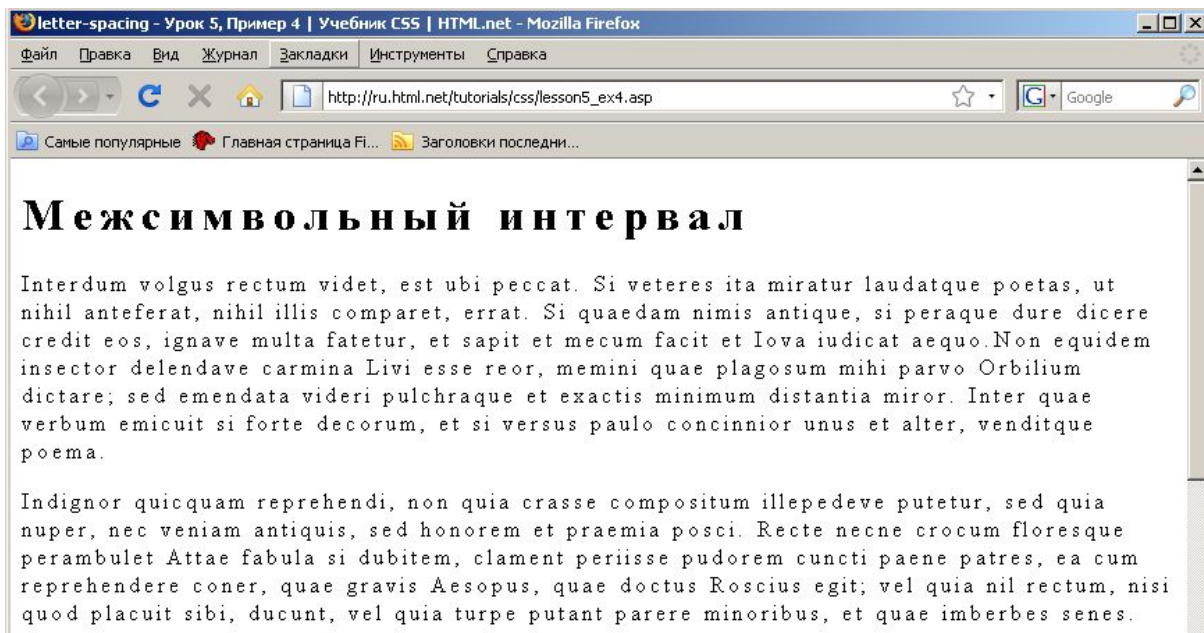 letter-spacing - Урок 5, Пример 4 | Учебник CSS | HTML.net - Mozilla Firefox
Файл Правка Вид Журнал Закладки Инструменты Справка
http://ru.html.net/tutorials/css/lesson5_ex4.asp G Google
Самые популярные Главная страница Fi... Заголовки последни...
Межсимвольный интервал
Interdum volgus rectum videt, est ubi peccat. Si veteres ita miratur laudatque poetas, ut
nihil anteferat, nihil illis comparet, errat. Si quaedam nimis antique, si peraque dure dicere
credit eos, ignave multa fatetur, et sapit et mecum facit et Iova iudicat aequo.Non equidem
insector delendave carmina Livi esse reor, memini quae plagosum mihi parvo Orbilium
dictare; sed emendata videri pulchraque et exactis minimum distantia miror. Inter quae
verbum emicuit si forte decorum, et si versus paulo concinnior unus et alter, venditque
poema.
Indignor quicquam reprehendi, non quia crasse compositum illepedeve putetur, sed quia
nuper, nec veniam antiquis, sed honorem et praemia posci. Recte necne crocum floresque
perambulet Attae fabula si dubitem, clament periisse pudorem cuncti paene patres, ea cum
reprehendere coner, quae gravis Aesopus, quae doctus Roscius egit; vel quia nil rectum, nisi
quod placuit sibi, ducunt, vel quia turpe putant parere minoribus, et quae imberbes senes.